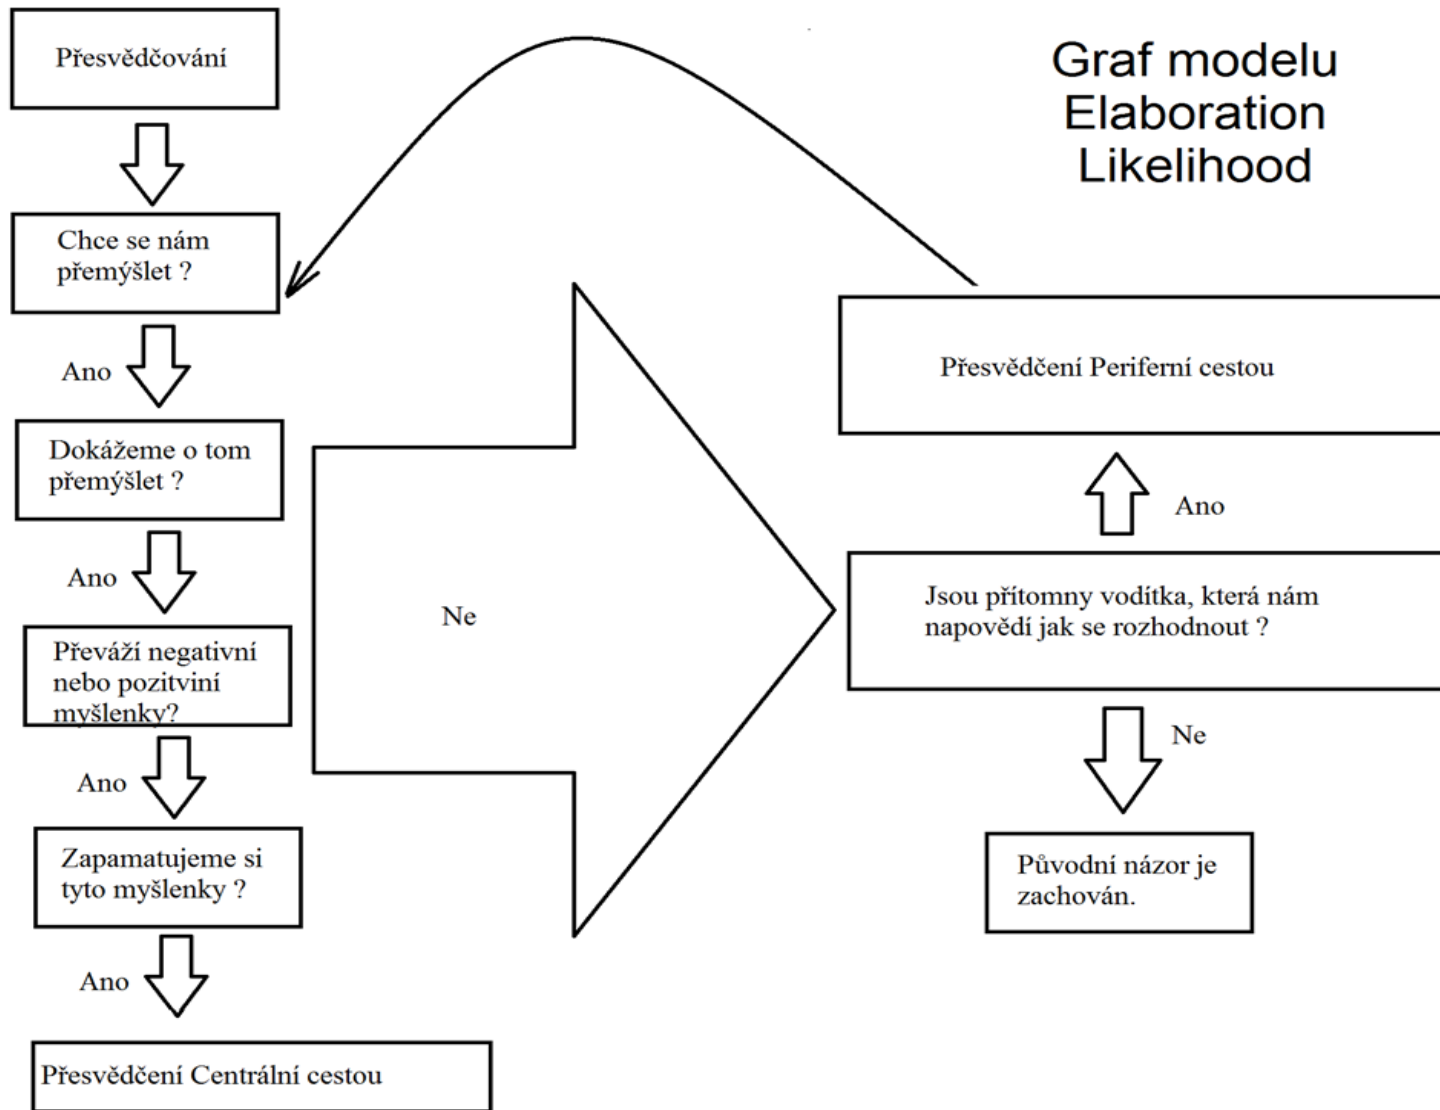 Přesvědčování
Graf modelu
Elaboration
Likelihood
Chce se nám
přemýšlet ?
Ano
Dokážeme o tom
přemýšlet ?
Ano
Převáží negativní
nebo pozitviní
myšlenky?
Ano
Zapamatujeme si
tyto myšlenky ?
Ano
Přesvědčení Centrální cestou
Ne
Přesvědčení Periferní cestou
Ano
Jsou přítomny vodítka, která nám
napovědí jak se rozhodnout ?
Ne
Původní názor je
zachován.